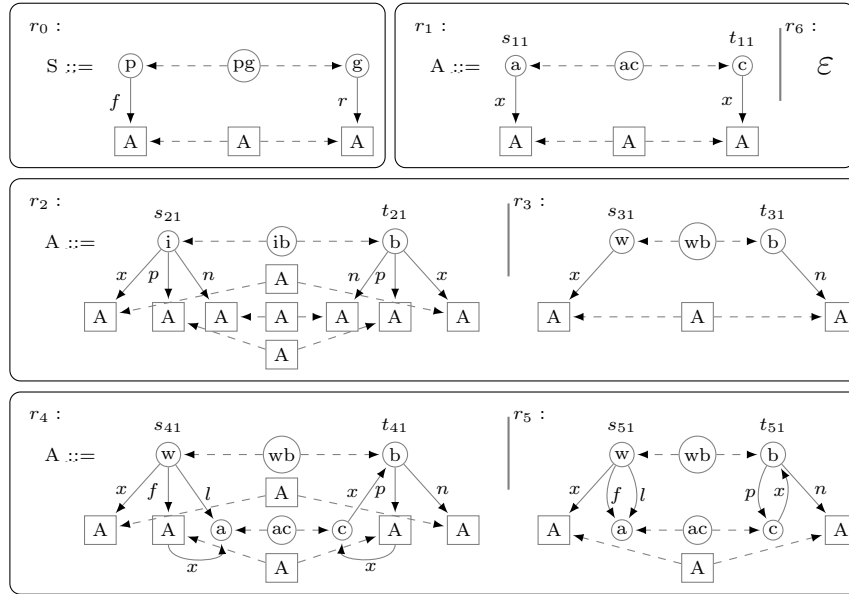 r0 :
S ::= p pg g
f r
A A A
r1 : r6 :
s11 t11
A ::= a ac c ε
x x
A A A
r2 : r3 :
s21 t21 s31 t31
A ::= i ib b w wb b
x p n A n p x x n
A A A A A A A A A A
A
r4 : r5 :
s41 t41 s51 t51
A ::= w wb b w wb b
x f l A x p n x f l p x n
A A a ac c A A A a ac c A
x A x A